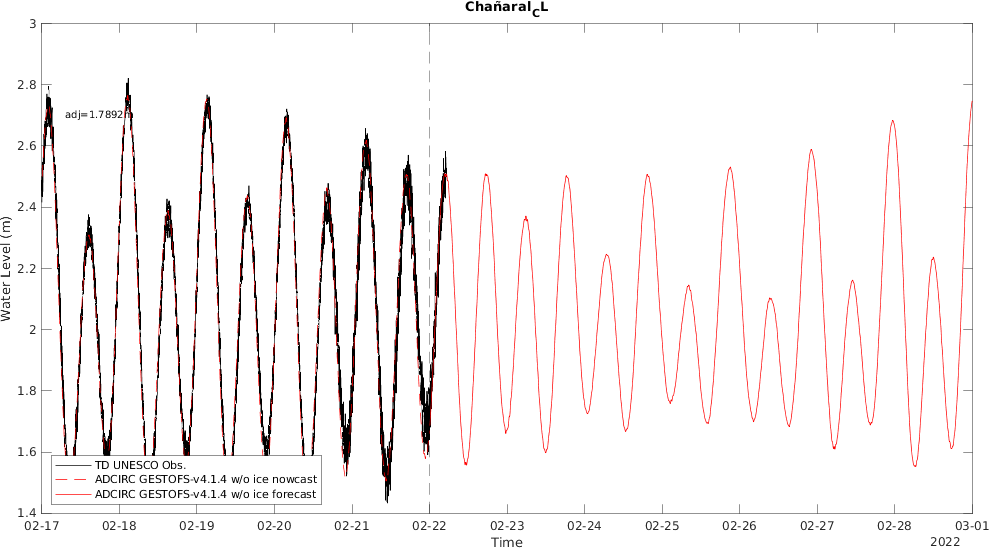 Chañaral_CL
3
2.8
adj=1.7892m
2.6
2.4
2.2
2
1.8
1.6
1.4
Water Level (m)
TD UNESCO Obs.
ADCIRC GESTOFS-v4.1.4 w/o ice nowcast
ADCIRC GESTOFS-v4.1.4 w/o ice forecast
02-17 02-18 02-19 02-20 02-21 02-22 02-23 02-24 02-25 02-26 02-27 02-28 03-01
Time
2022